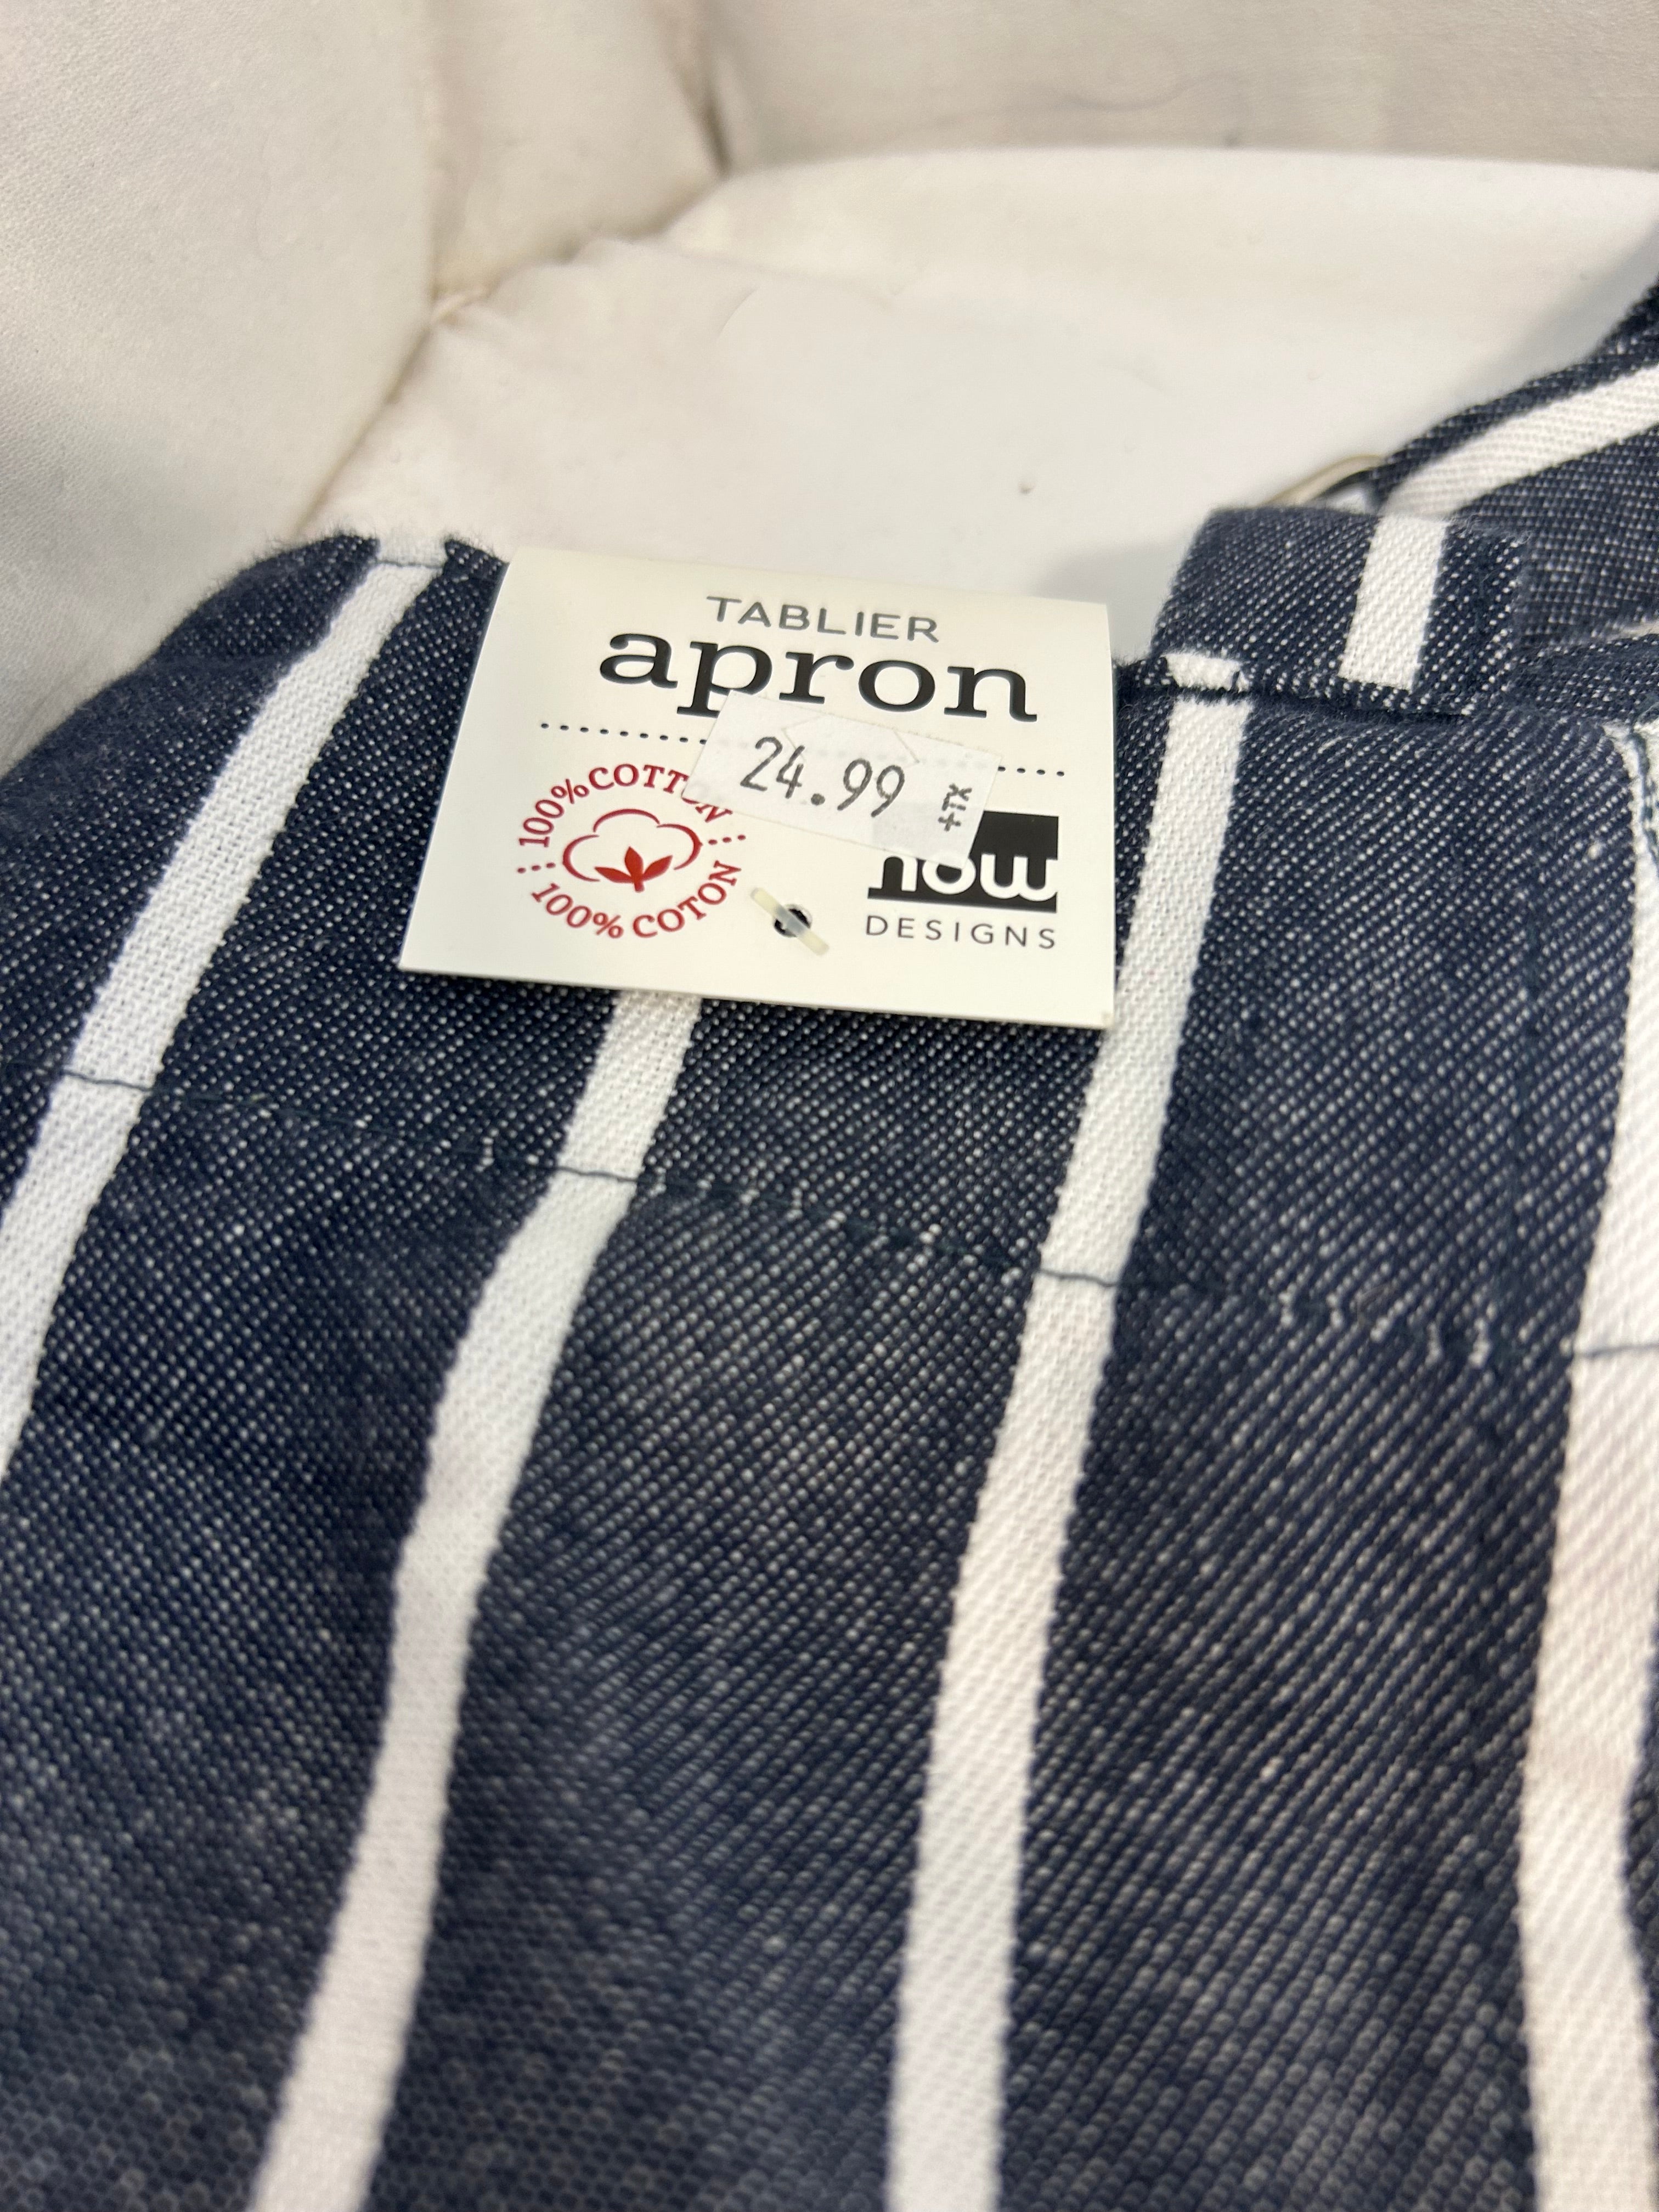 TABLIER
apron
24.99 +TX
100% COTTON
100% COTON
now
DESIGNS